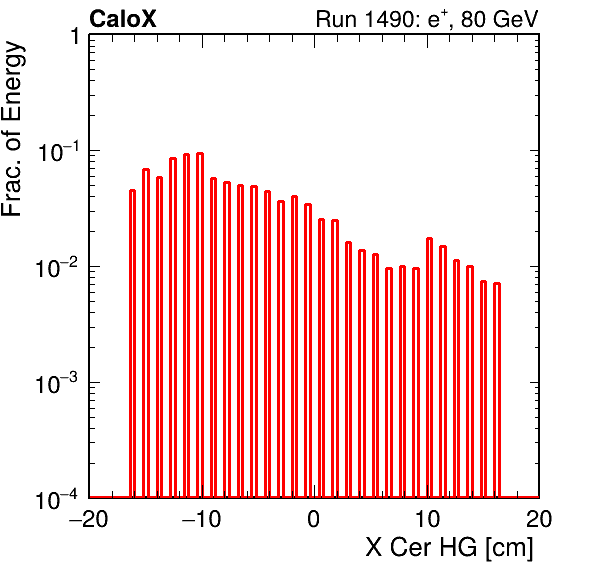 CaloX Run 1490: e⁺, 80 GeV
Frac. of Energy
1
10⁻¹
10⁻²
10⁻³
10⁻⁴
−20 −10 0 10 20
X Cer HG [cm]